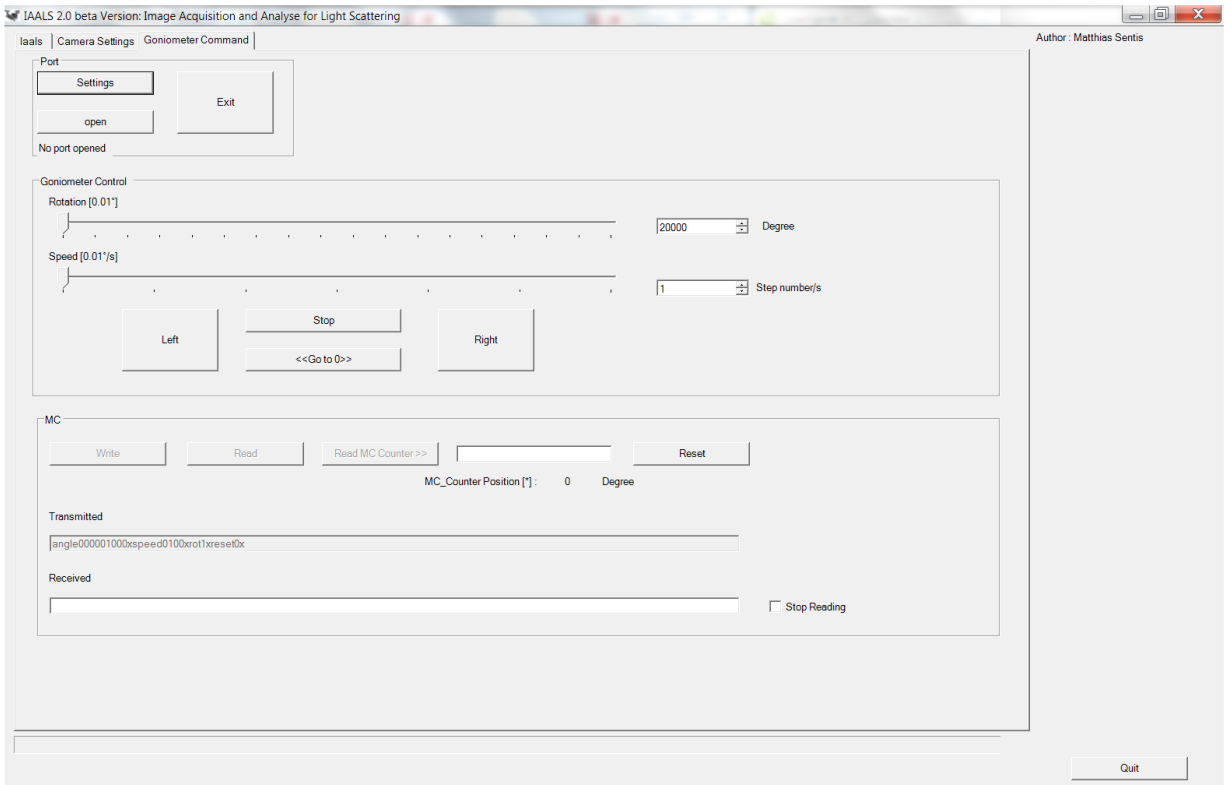 IAALS 2.0 beta Version: Image Acquisition and Analyse for Light Scattering
Iaals Camera Settings Goniometer Command
Author : Matthias Sentis
Port
Settings
Exit
open
No port opened
Goniometer Control
Rotation [0.01°]
20000 Degree
Speed [0.01°/s]
1 Step number/s
Left
Stop
Right
<<Go to 0>>
MC
Write Read Read MC Counter >> Reset
MC_Counter Position [°] : 0 Degree
Transmitted
angle000001000xspeed0100xrot1xreset0x
Received
Stop Reading
Quit